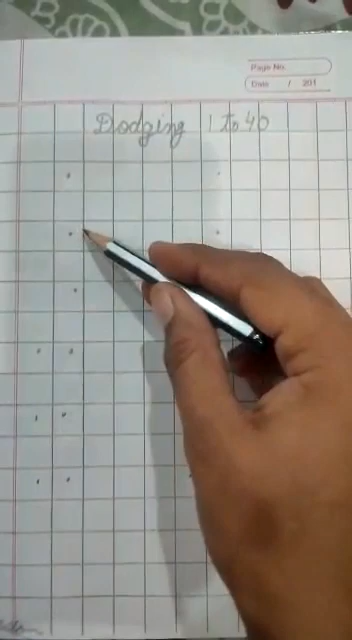 Page No.
Date / 201
Dodging 1 to 40